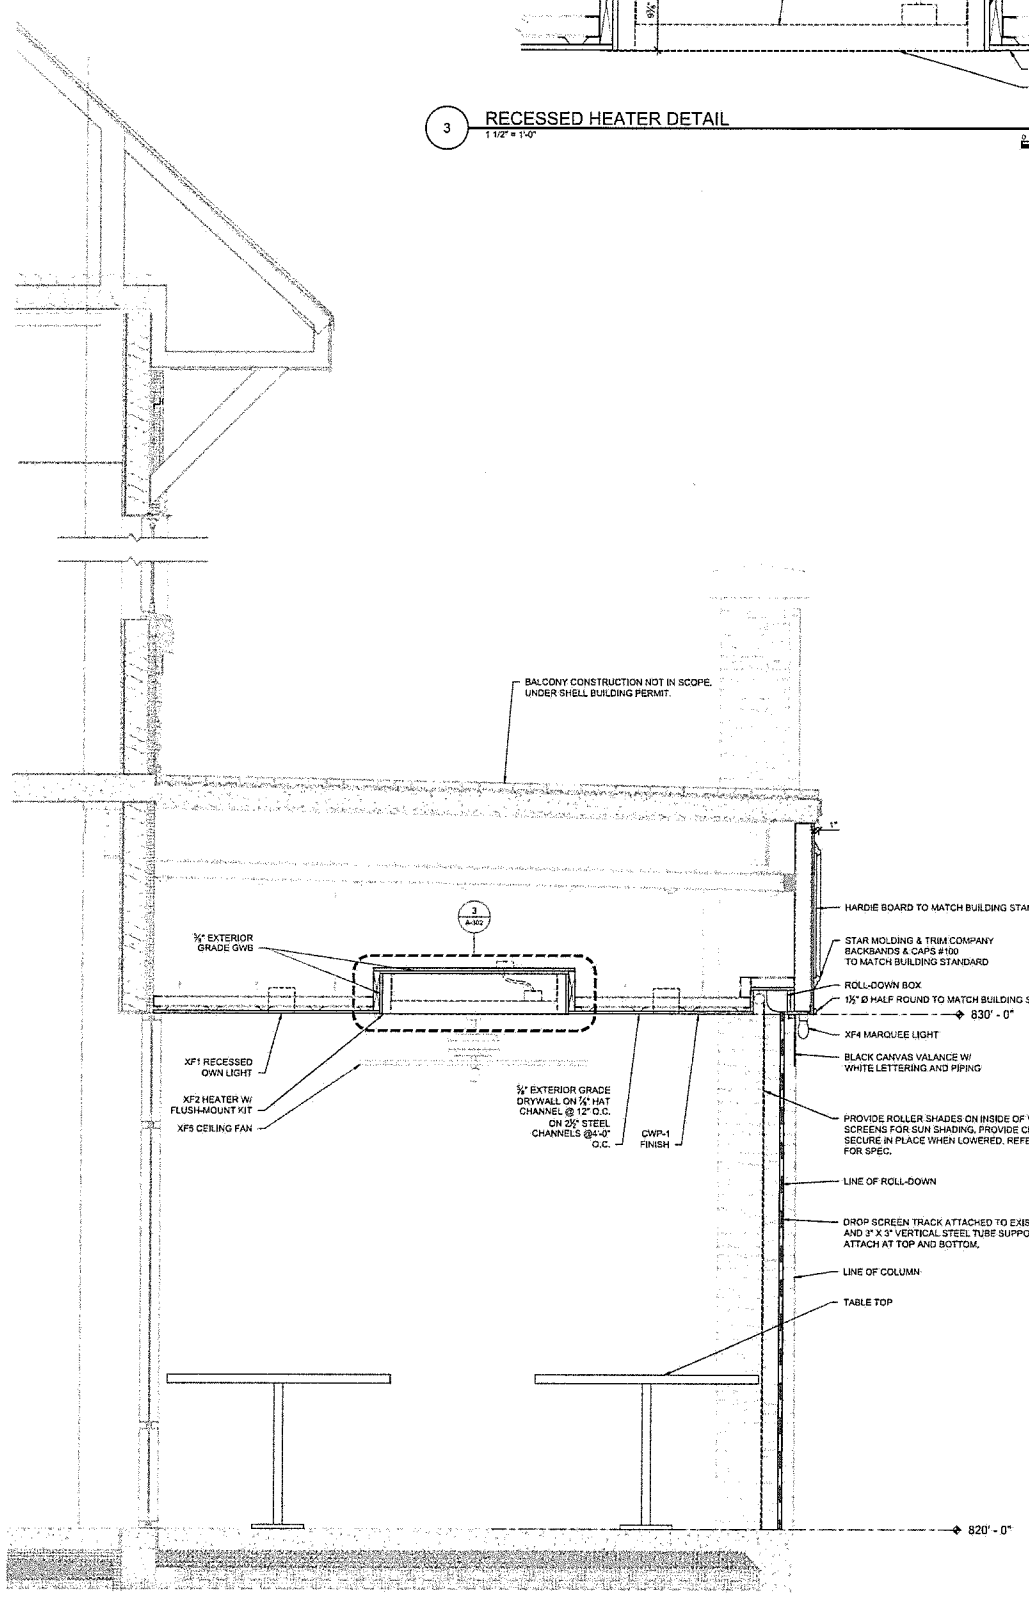 9⅜"
3
RECESSED HEATER DETAIL
1 1/2" = 1'-0"
BALCONY CONSTRUCTION NOT IN SCOPE.
UNDER SHELL BUILDING PERMIT.
1"
HARDIE BOARD TO MATCH BUILDING STAN
3
A-302
⅝" EXTERIOR
GRADE GWB
STAR MOLDING & TRIM COMPANY
BACKBANDS & CAPS #100
TO MATCH BUILDING STANDARD
ROLL-DOWN BOX
1½" Ø HALF ROUND TO MATCH BUILDING S
830' - 0"
XF4 MARQUEE LIGHT
XF1 RECESSED
OWN LIGHT
BLACK CANVAS VALANCE W/
WHITE LETTERING AND PIPING
XF2 HEATER W/
FLUSH-MOUNT KIT
XF5 CEILING FAN
⅝" EXTERIOR GRADE
DRYWALL ON ⅞" HAT
CHANNEL @ 12" O.C.
ON 2½" STEEL
CHANNELS @4'-0"
O.C.
CWP-1
FINISH
PROVIDE ROLLER SHADES ON INSIDE OF
SCREENS FOR SUN SHADING, PROVIDE
SECURE IN PLACE WHEN LOWERED. REFE
FOR SPEC.
LINE OF ROLL-DOWN
DROP SCREEN TRACK ATTACHED TO EXIS
AND 3" X 3" VERTICAL STEEL TUBE SUPPO
ATTACH AT TOP AND BOTTOM.
LINE OF COLUMN
TABLE TOP
820' - 0"